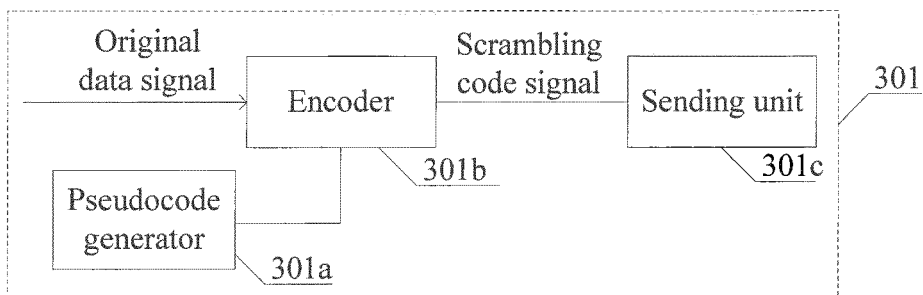 Original
data signal
Encoder
301b
Scrambling
code signal
Sending unit
301c
301
Pseudocode
generator
301a